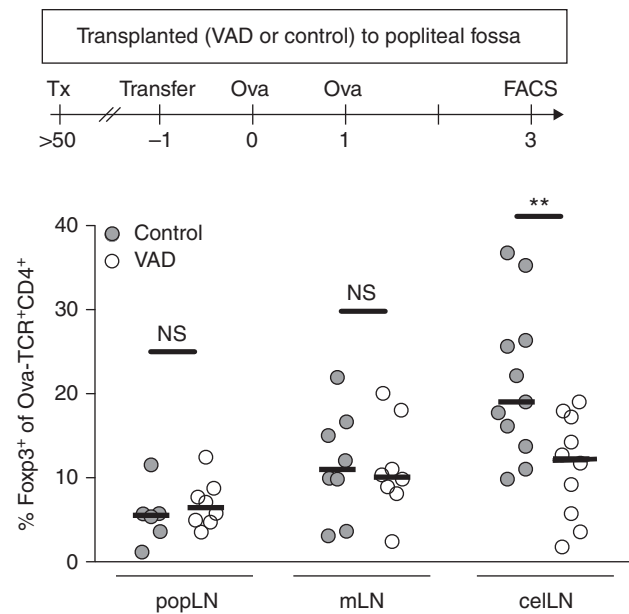 Transplanted (VAD or control) to popliteal fossa
Tx Transfer Ova Ova FACS
>50 –1 0 1 3
40
30
20
10
0
% Foxp3⁺ of Ova-TCR⁺CD4⁺
Control
VAD
NS
NS
**
popLN mLN celLN